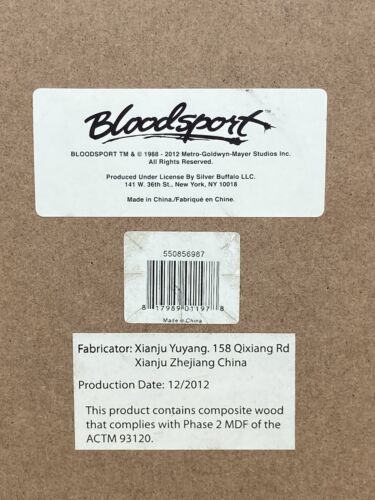 Bloodsport™
BLOODSPORT TM & © 1988 - 2012 Metro-Goldwyn-Mayer Studios Inc.
All Rights Reserved.
Produced Under License By Silver Buffalo LLC.
141 W. 36th St., New York, NY 10018
Made in China./Fabriqué en Chine.
550856987
8 17989 01197 8
Made in China
Fabricator: Xianju Yuyang. 158 Qixiang Rd
Xianju Zhejiang China
Production Date: 12/2012
This product contains composite wood
that complies with Phase 2 MDF of the
ACTM 93120.